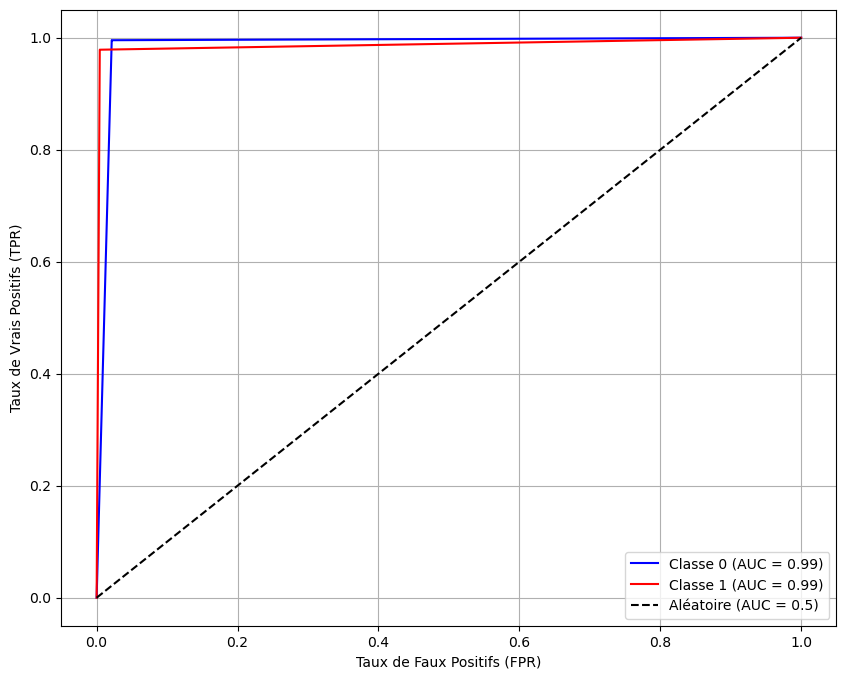 1.0
0.8
0.6
0.4
0.2
0.0
Taux de Vrais Positifs (TPR)
0.0 0.2 0.4 0.6 0.8 1.0
Taux de Faux Positifs (FPR)
Classe 0 (AUC = 0.99)
Classe 1 (AUC = 0.99)
Aléatoire (AUC = 0.5)